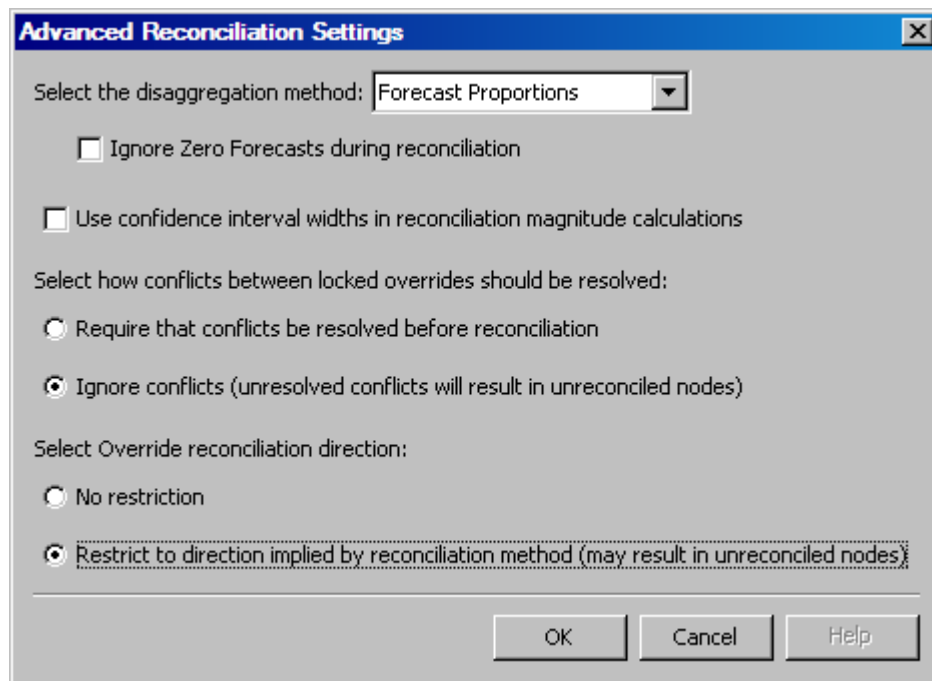 Advanced Reconciliation Settings
Select the disaggregation method: Forecast Proportions
Ignore Zero Forecasts during reconciliation
Use confidence interval widths in reconciliation magnitude calculations
Select how conflicts between locked overrides should be resolved:
Require that conflicts be resolved before reconciliation
Ignore conflicts (unresolved conflicts will result in unreconciled nodes)
Select Override reconciliation direction:
No restriction
Restrict to direction implied by reconciliation method (may result in unreconciled nodes)
OK Cancel Help